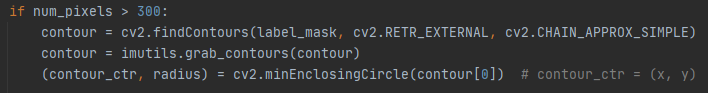 if num_pixels > 300:
contour = cv2.findContours(label_mask, cv2.RETR_EXTERNAL, cv2.CHAIN_APPROX_SIMPLE)
contour = imutils.grab_contours(contour)
(contour_ctr, radius) = cv2.minEnclosingCircle(contour[0])  # contour_ctr = (x, y)